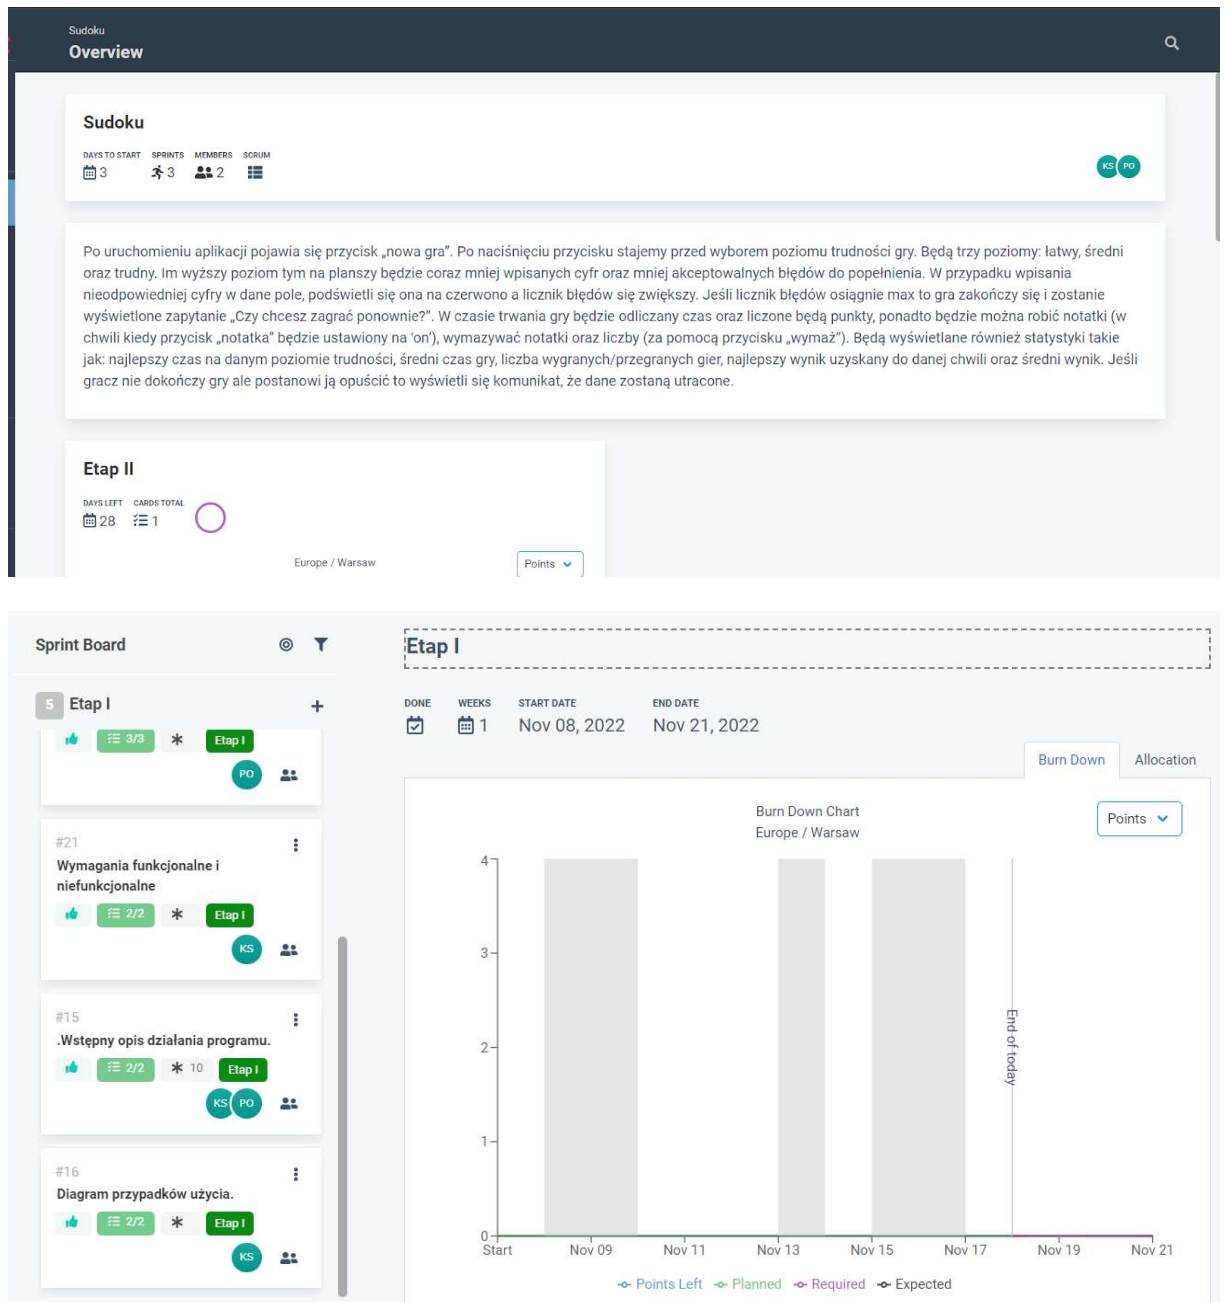 Sudoku
Overview
Sudoku
DAYS TO START SPRINTS MEMBERS SCRUM
3 3 2
KS PO
Po uruchomieniu aplikacji pojawia się przycisk „nowa gra”. Po naciśnięciu przycisku stajemy przed wyborem poziomu trudności gry. Będą trzy poziomy: łatwy, średni
oraz trudny. Im wyższy poziom tym na planszy będzie coraz mniej wpisanych cyfr oraz mniej akceptowalnych błędów do popełnienia. W przypadku wpisania
nieodpowiedniej cyfry w dane pole, podświetli się ona na czerwono a licznik błędów się zwiększy. Jeśli licznik błędów osiągnie max to gra zakończy się i zostanie
wyświetlone zapytanie „Czy chcesz zagrać ponownie?”. W czasie trwania gry będzie odliczany czas oraz liczone będą punkty, ponadto będzie można robić notatki (w
chwili kiedy przycisk „notatka” będzie ustawiony na 'on'), wymazywać notatki oraz liczby (za pomocą przycisku „wymaż”). Będą wyświetlane również statystyki takie
jak: najlepszy czas na danym poziomie trudności, średni czas gry, liczba wygranych/przegranych gier, najlepszy wynik uzyskany do danej chwili oraz średni wynik. Jeśli
gracz nie dokończy gry ale postanowi ją opuścić to wyświetli się komunikat, że dane zostaną utracone.
Etap II
DAYS LEFT CARDS TOTAL
28 1
Europe / Warsaw
Points
Sprint Board
5 Etap I
3/3 Etap I
PO
#21
Wymagania funkcjonalne i
niefunkcjonalne
2/2 Etap I
KS
#15
.Wstępny opis działania programu.
2/2 10 Etap I
KS PO
#16
Diagram przypadków użycia.
2/2 Etap I
KS
Etap I
DONE WEEKS START DATE END DATE
1 Nov 08, 2022 Nov 21, 2022
Burn Down Allocation
Burn Down Chart
Europe / Warsaw
Points
4
3
2
1
0
End of today
Start Nov 09 Nov 11 Nov 13 Nov 15 Nov 17 Nov 19 Nov 21
Points Left Planned Required Expected